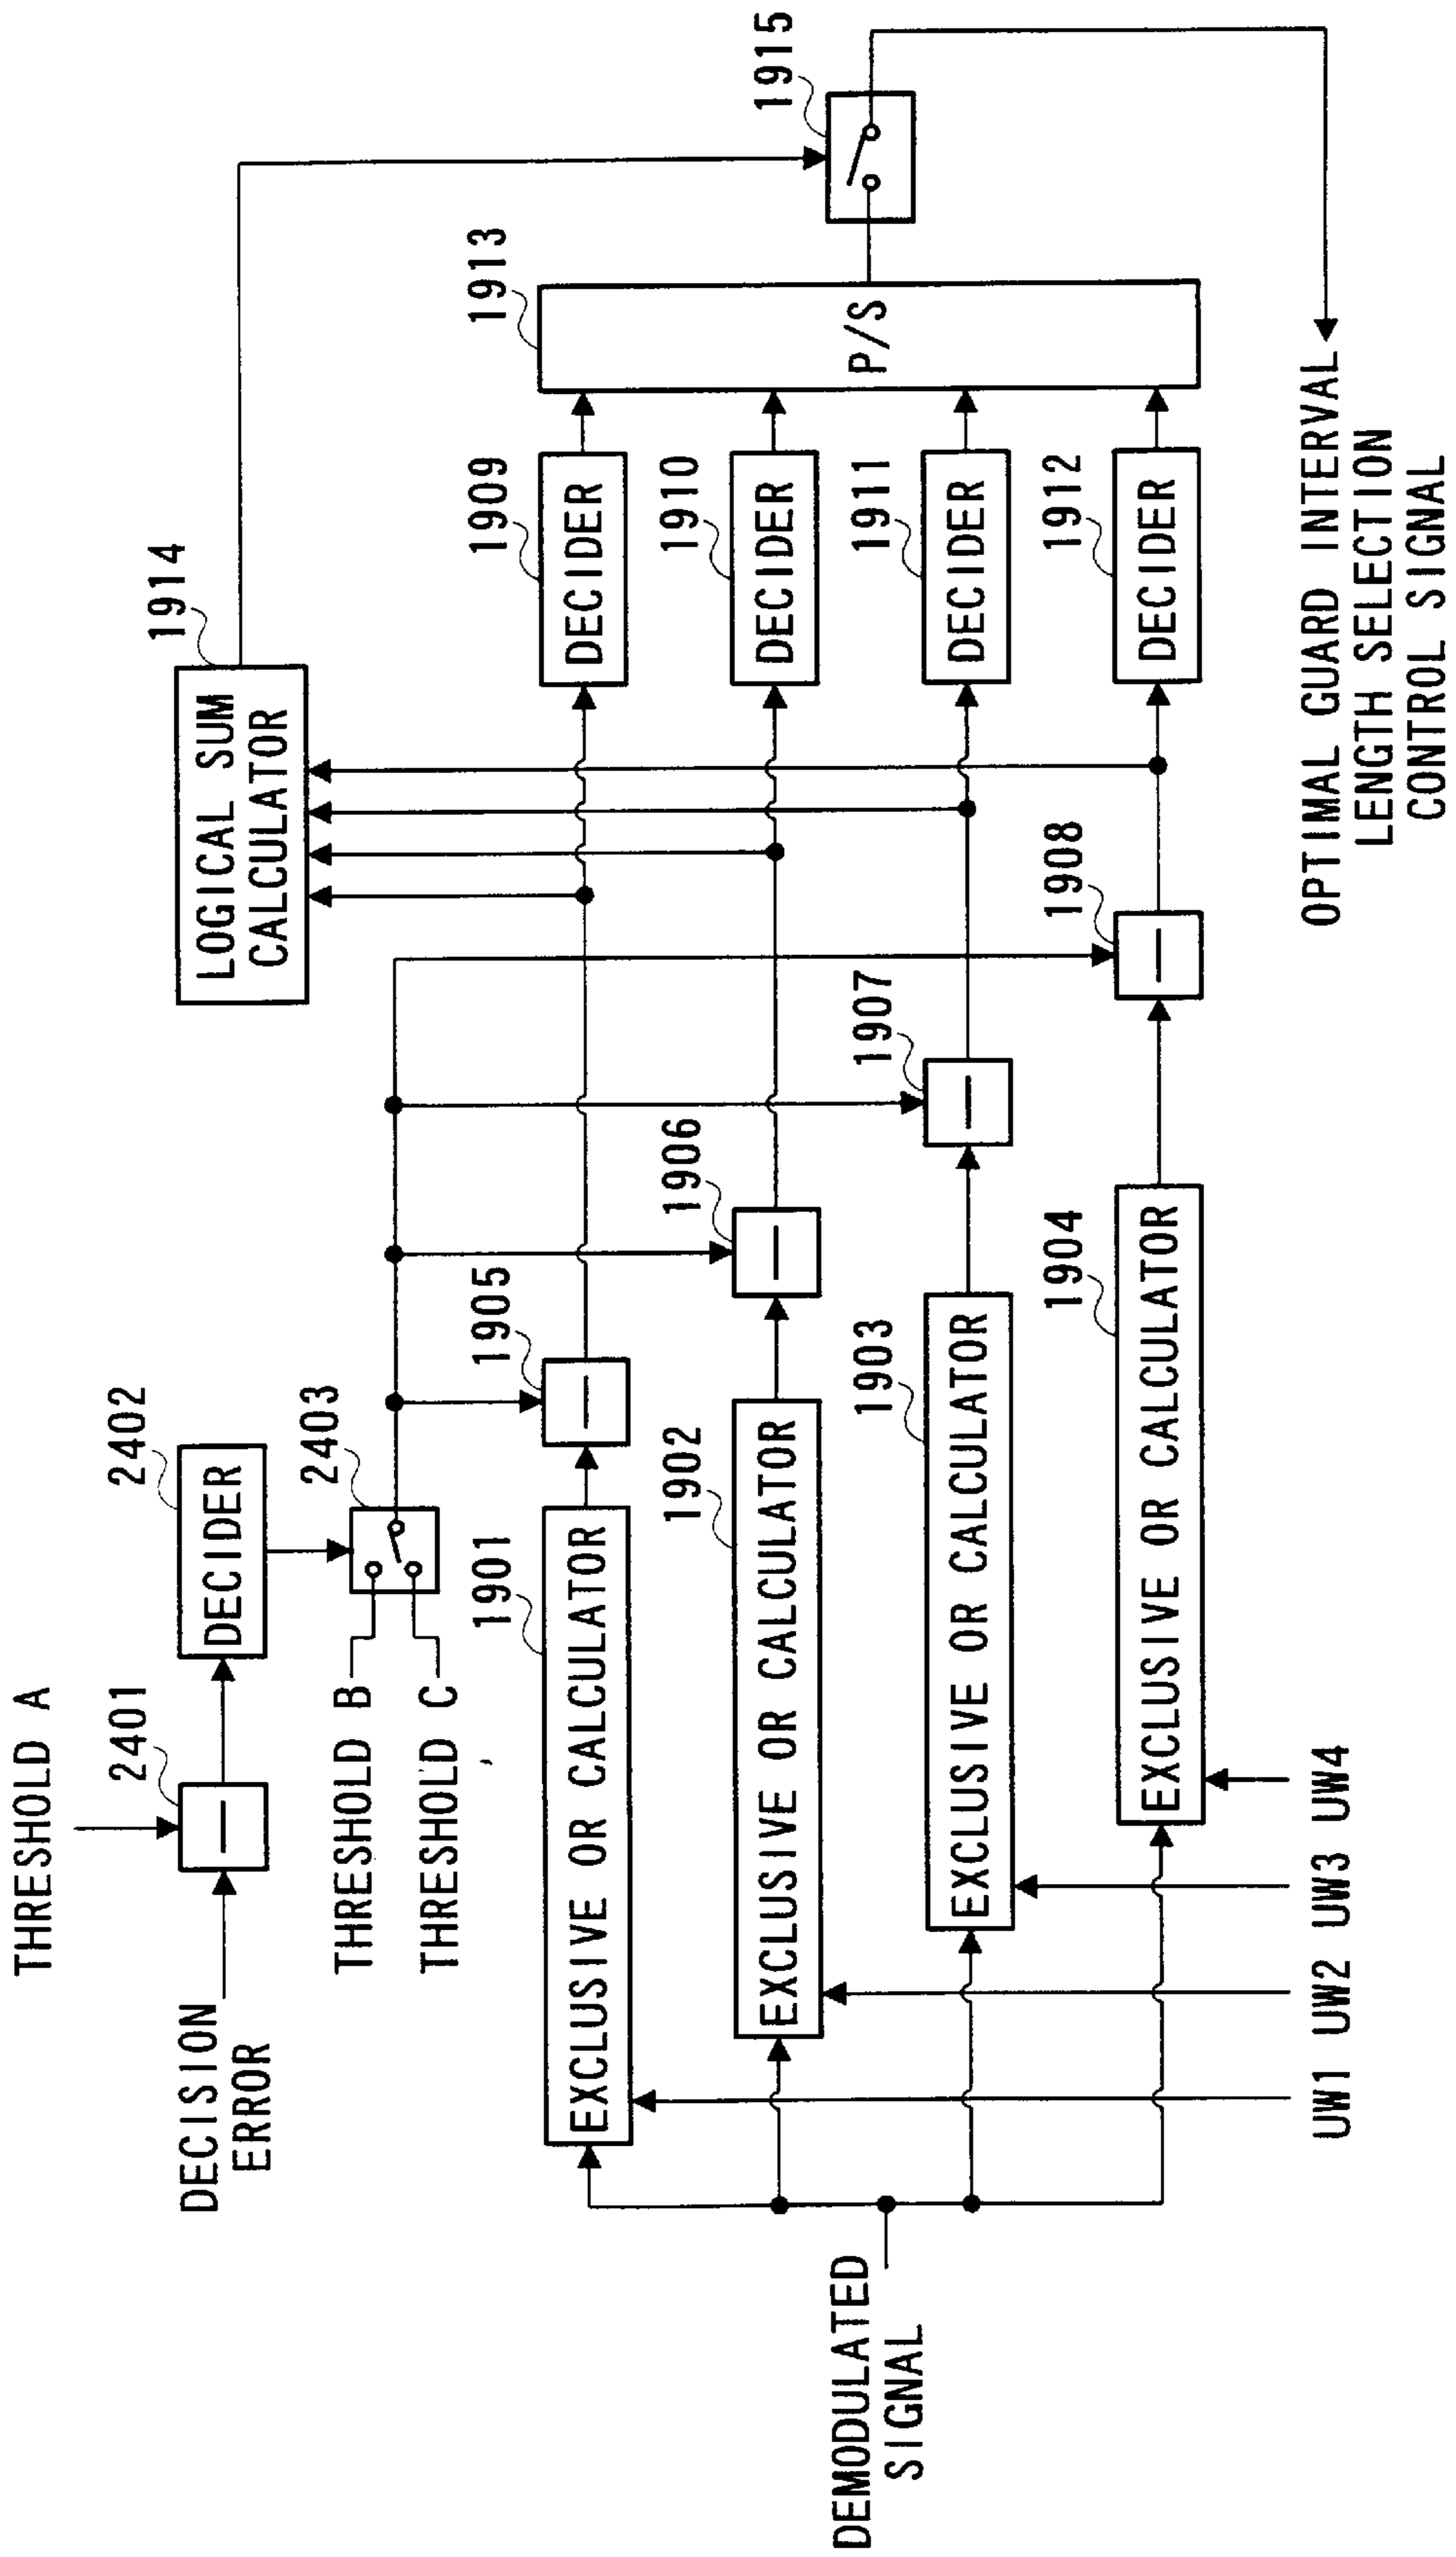 THRESHOLD A
DECISION
ERROR
2401
2402
DECIDER
THRESHOLD B
THRESHOLD C
2403
1914
LOGICAL SUM
CALCULATOR
1901
EXCLUSIVE OR CALCULATOR
1905
1909
DECIDER
1913
P/S
1915
1902
EXCLUSIVE OR CALCULATOR
1906
1910
DECIDER
DEMODULATED
SIGNAL
1903
EXCLUSIVE OR CALCULATOR
1907
1911
DECIDER
1904
EXCLUSIVE OR CALCULATOR
1908
1912
DECIDER
UW1 UW2 UW3 UW4
OPTIMAL GUARD INTERVAL
LENGTH SELECTION
CONTROL SIGNAL